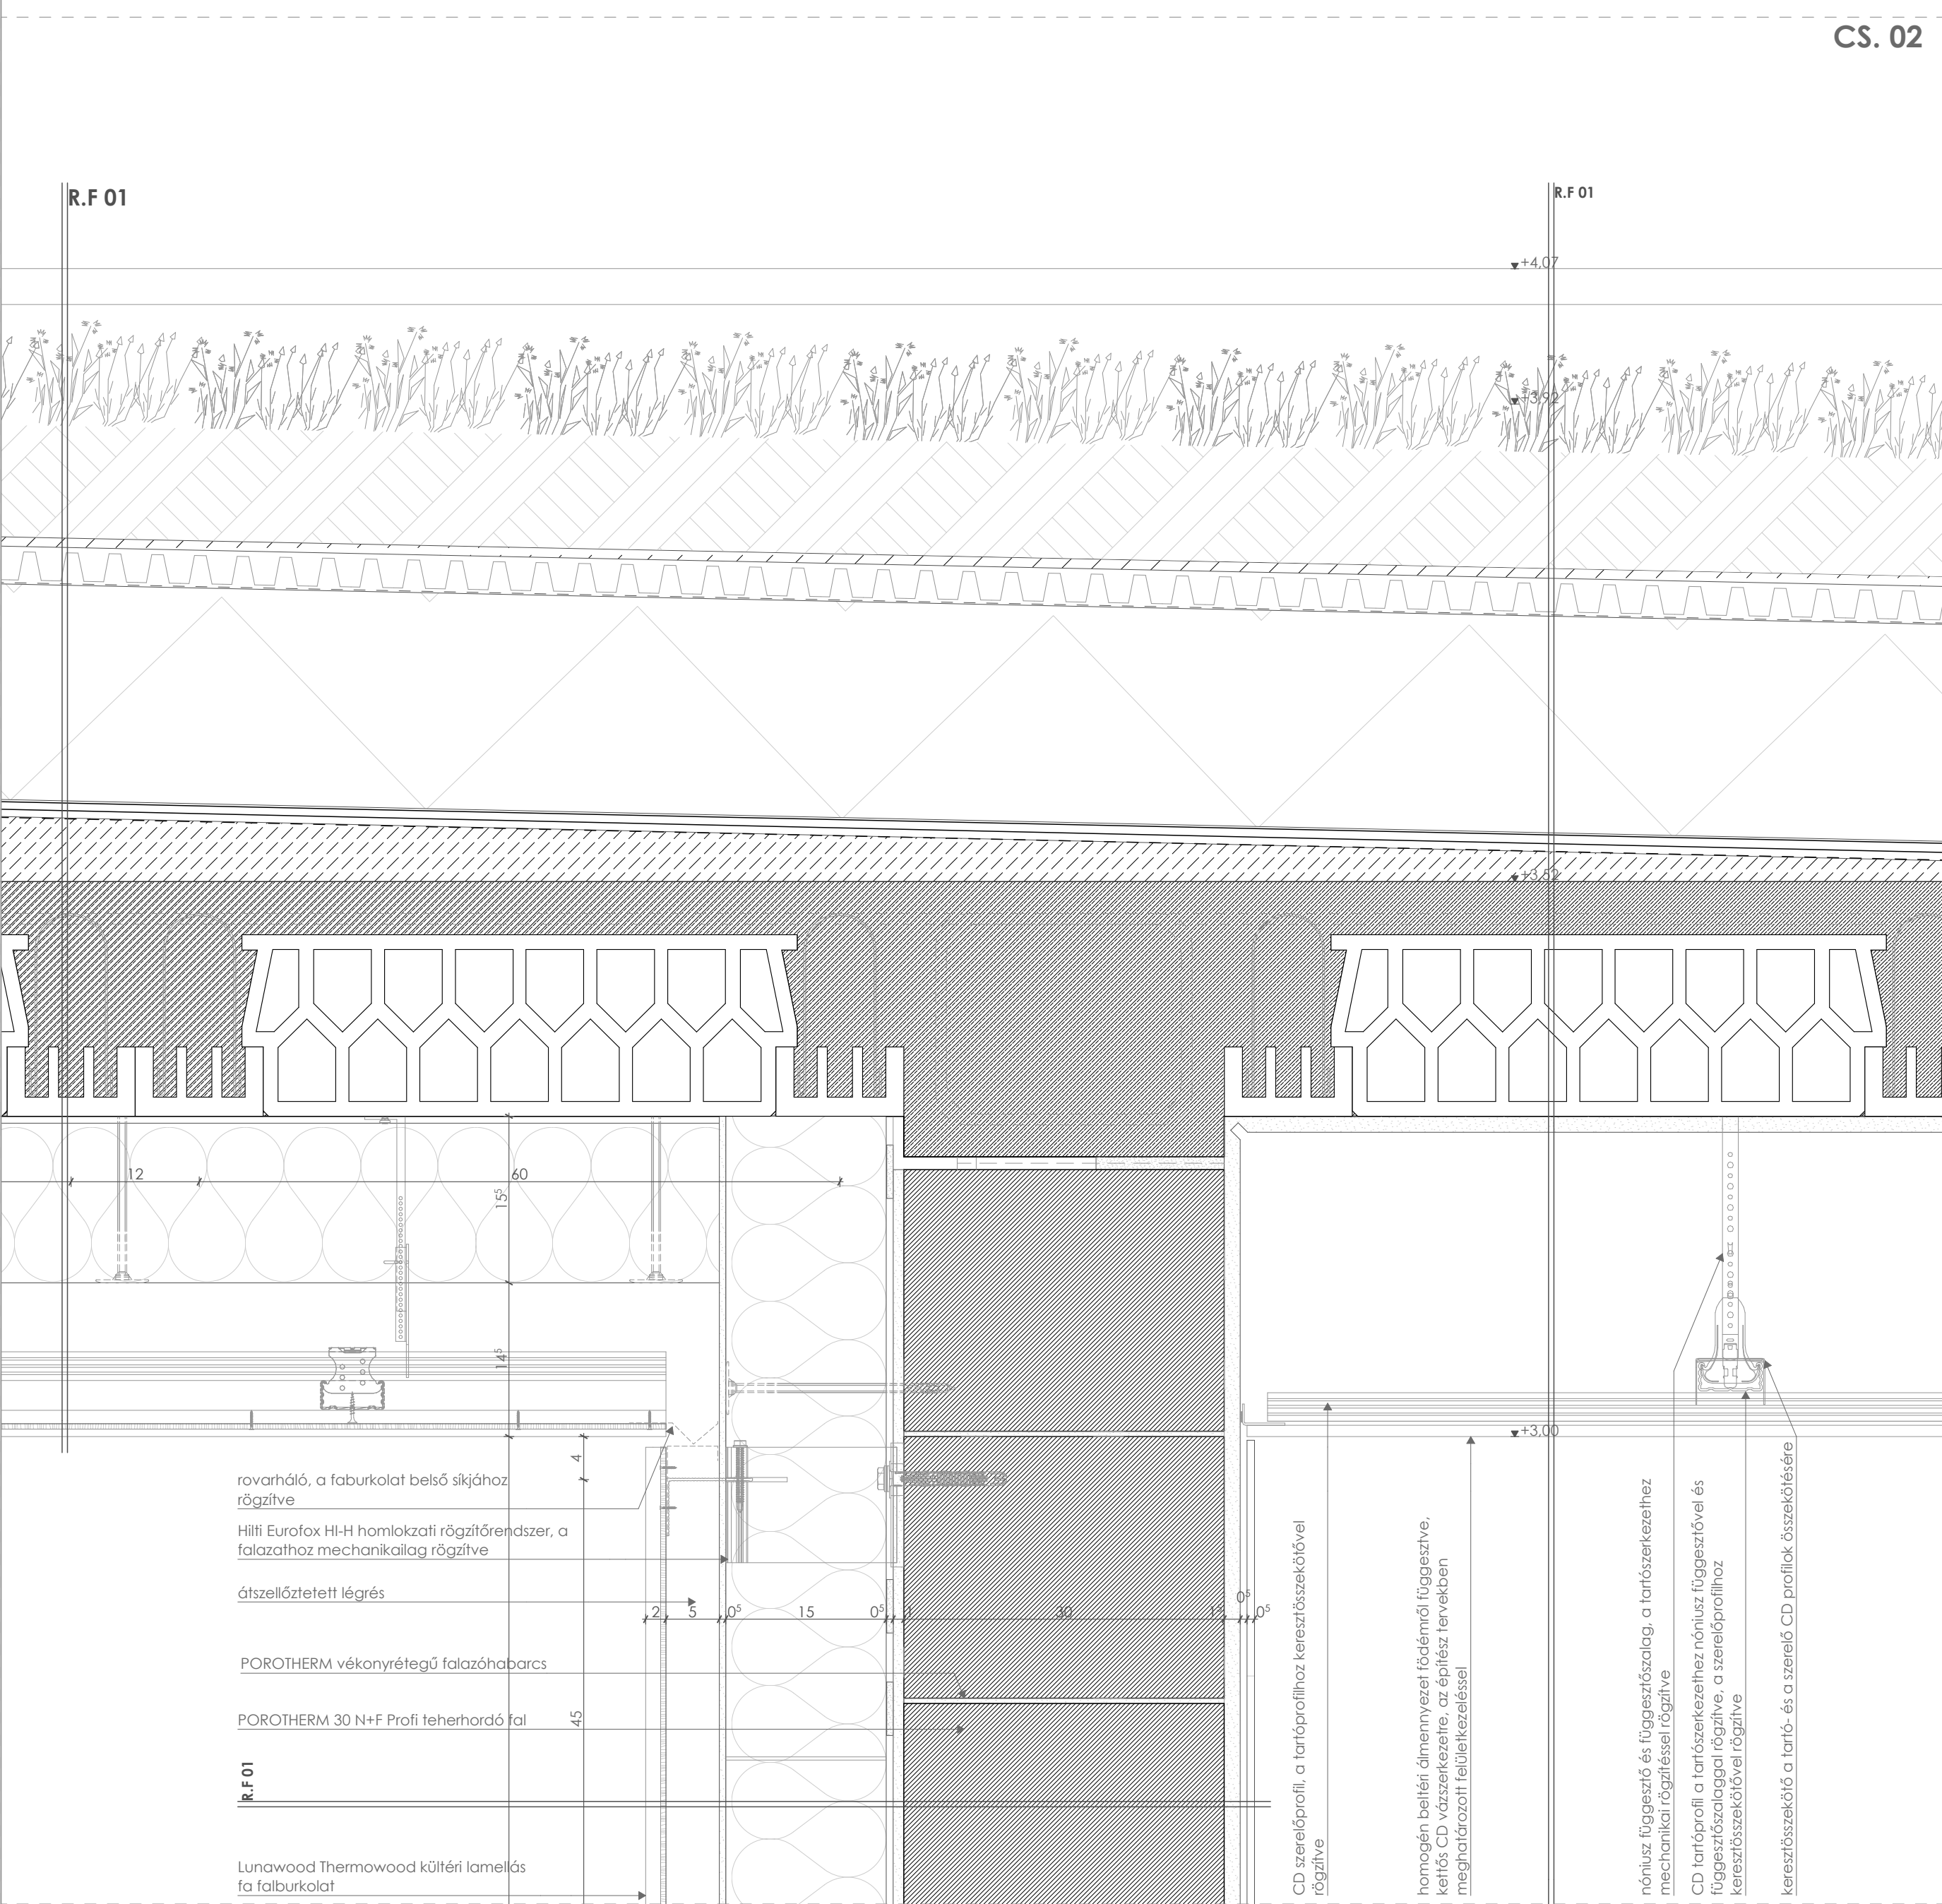 CS. 02
R.F 01
R.F 01
+4,07
+3,92
+3,52
12
60
15⁵
14⁵
+3,00
4
rovarháló, a faburkolat belső síkjához
rögzítve
Hilti Eurofox HI-H homlokzati rögzítőrendszer, a
falazathoz mechanikailag rögzítve
átszellőztetett légrés
2
5
0⁵
15
0⁵
1
30
1⁵
0⁵
0⁵
POROTHERM vékonyrétegű falazóhabarcs
POROTHERM 30 N+F Profi teherhordó fal
45
R.F 01
Lunawood Thermowood kültéri lamellás
fa falburkolat
CD szerelőprofil, a tartóprofilhoz keresztösszekötővel
rögzítve
homogén beltéri álmennyezet födémről függesztve,
kettős CD vázszerkezetre, az építész tervekben
meghatározott felületkezeléssel
nóniusz függesztő és függesztőszalag, a tartószerkezethez
mechanikai rögzítéssel rögzítve
CD tartóprofil a tartószerkezethez nóniusz függesztővel és
függesztőszalaggal rögzítve, a szerelőprofilhoz
keresztösszekötővel rögzítve
keresztösszekötő a tartó- és a szerelő CD profilok összekötésére